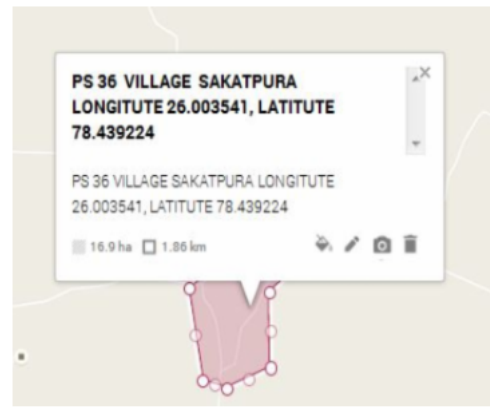 PS 36 VILLAGE SAKATPURA
LONGITUTE 26.003541, LATITUTE
78.439224
PS 36 VILLAGE SAKATPURA LONGITUTE
26.003541, LATITUTE 78.439224
16.9 ha 1.86 km